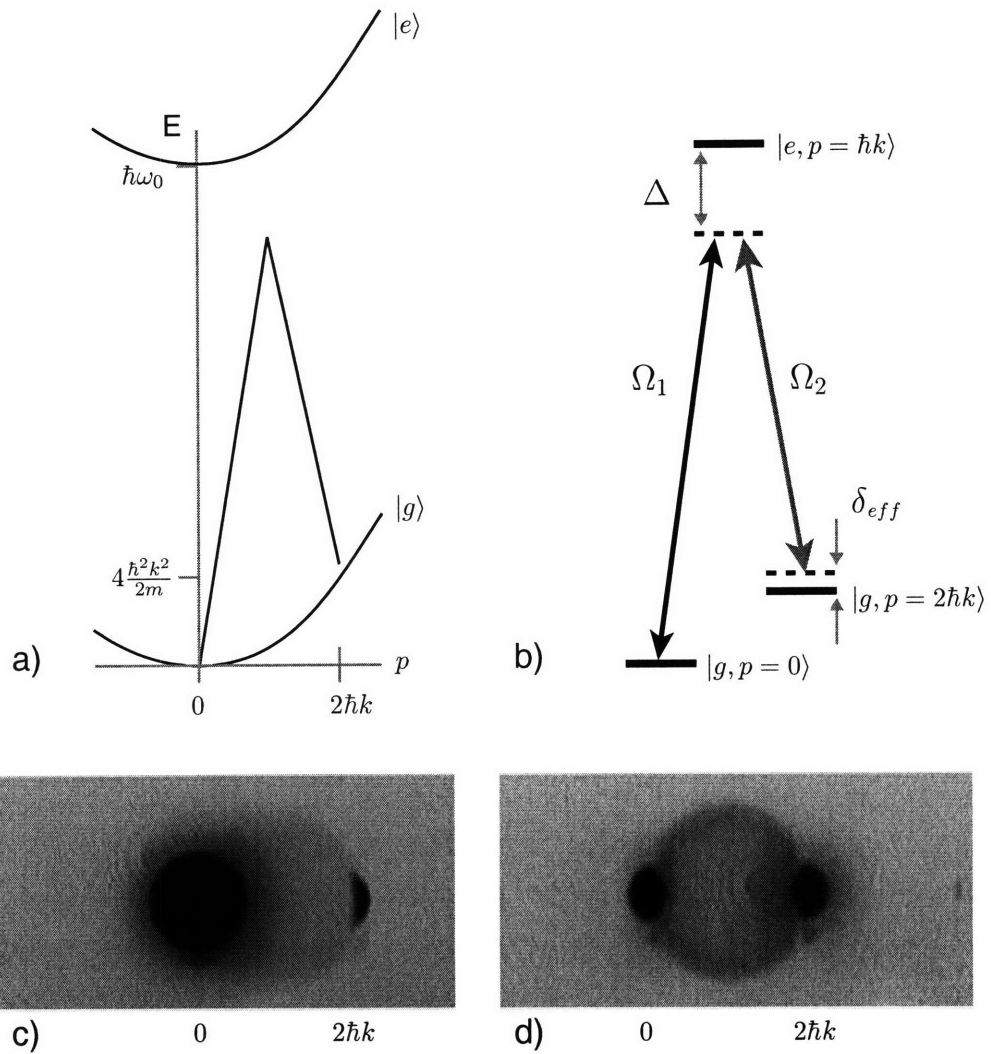 |e⟩
E
ħω₀
|g⟩
4ħ²k²/2m
a)
p
0
2ħk
|e, p = ħk⟩
Δ
Ω₁
Ω₂
δ_eff
|g, p = 2ħk⟩
b)
|g, p = 0⟩
c)
0
2ħk
d)
0
2ħk